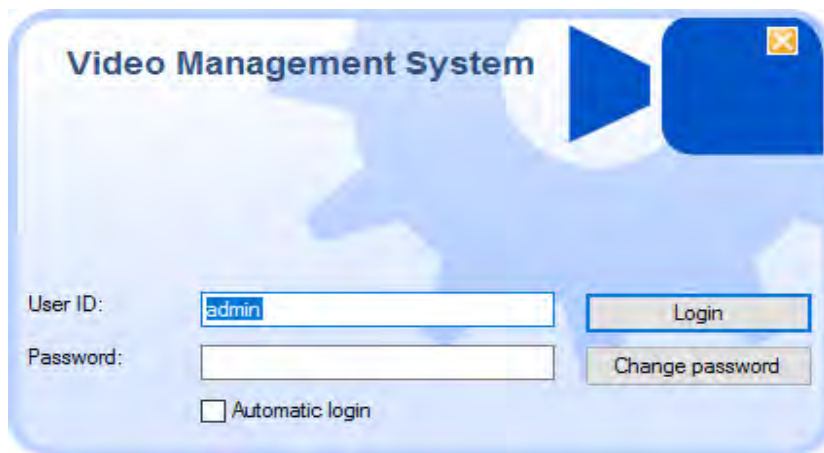 Video Management System
User ID:
admin
Login
Password:
Change password
Automatic login